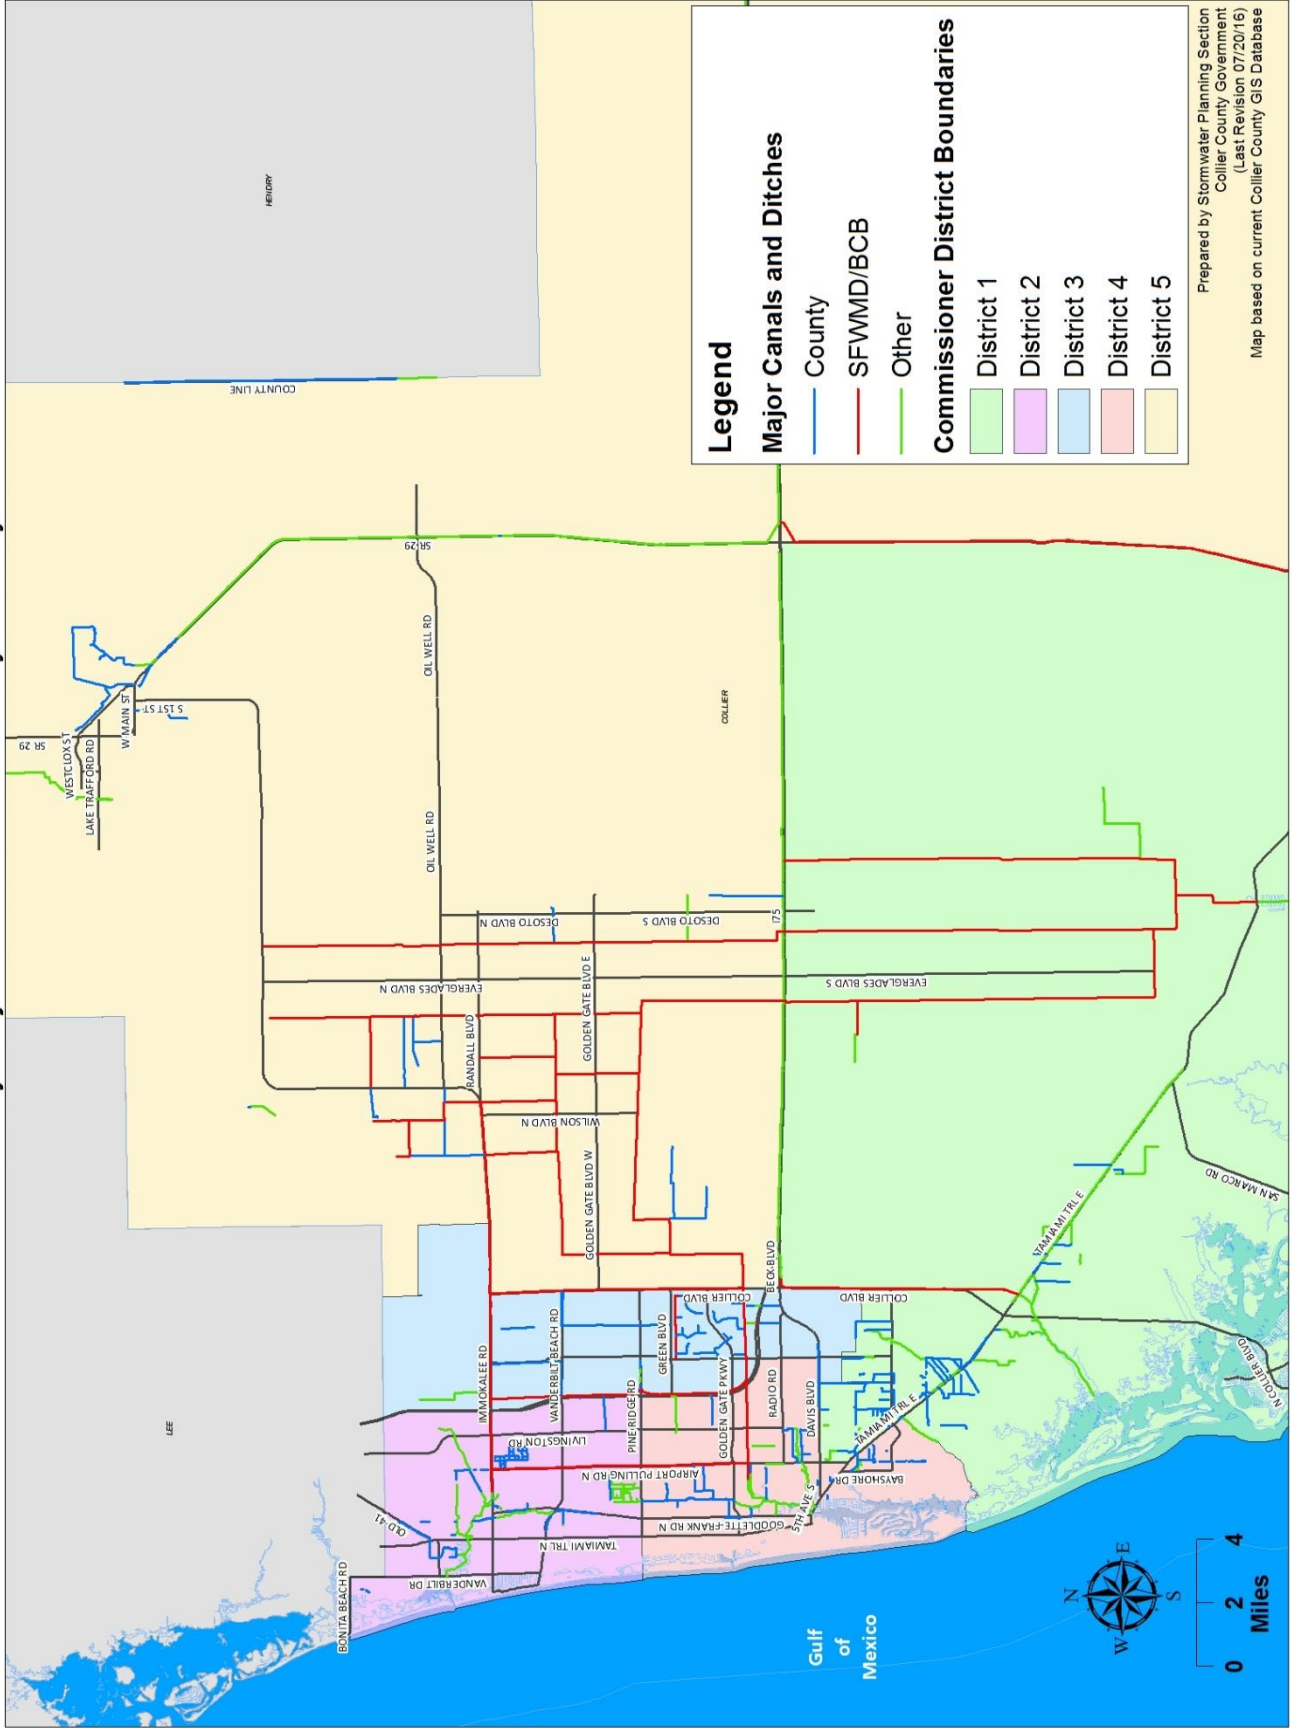 HENDRY
COUNTY LINE
SR 29
WESTCLOX ST
LAKE TRAFFORD RD
W MAIN ST
S 1ST ST
SR 29
OIL WELL RD
OIL WELL RD
COLLIER
LEE
DESOTO BLVD N
DESOTO BLVD S
I75
EVERGLADES BLVD N
EVERGLADES BLVD S
RANDALL BLVD
GOLDEN GATE BLVD E
WILSON BLVD N
GOLDEN GATE BLVD W
BECK BLVD
COLLIER BLVD
COLLIER BLVD
IMMOKALEE RD
VANDERBILT BEACH RD
GREEN BLVD
PINE RIDGE RD
GOLDEN GATE PKWY
RADIO RD
DAVIS BLVD
LIVINGSTON RD
AIRPORT PULLING RD N
GOODLETTE-FRANK RD N
5TH AVE S
BAYSHORE DR
TAMIAMI TRL E
TAMIAMI TRL E
SAN MARCO RD
N COLLIER BLVD
OLD 41
TAMIAMI TRL N
VANDERBILT DR
BONITA BEACH RD
Gulf
of
Mexico
N
W
E
S
0 2 4
Miles
Legend
Major Canals and Ditches
County
SFWMD/BCB
Other
Commissioner District Boundaries
District 1
District 2
District 3
District 4
District 5
Prepared by Stormwater Planning Section
Collier County Government
(Last Revision 07/20/16)
Map based on current Collier County GIS Database